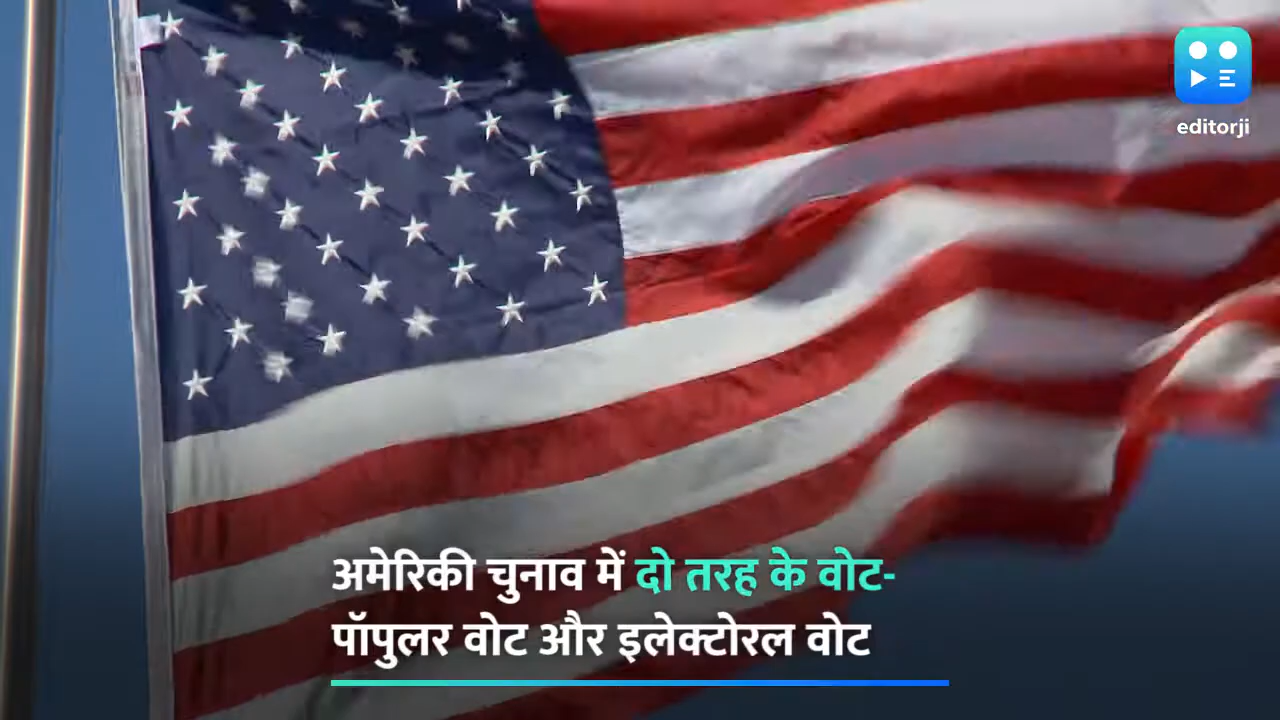 editorji
अमेरिकी चुनाव में दो तरह के वोट-
पॉपुलर वोट और इलेक्टोरल वोट